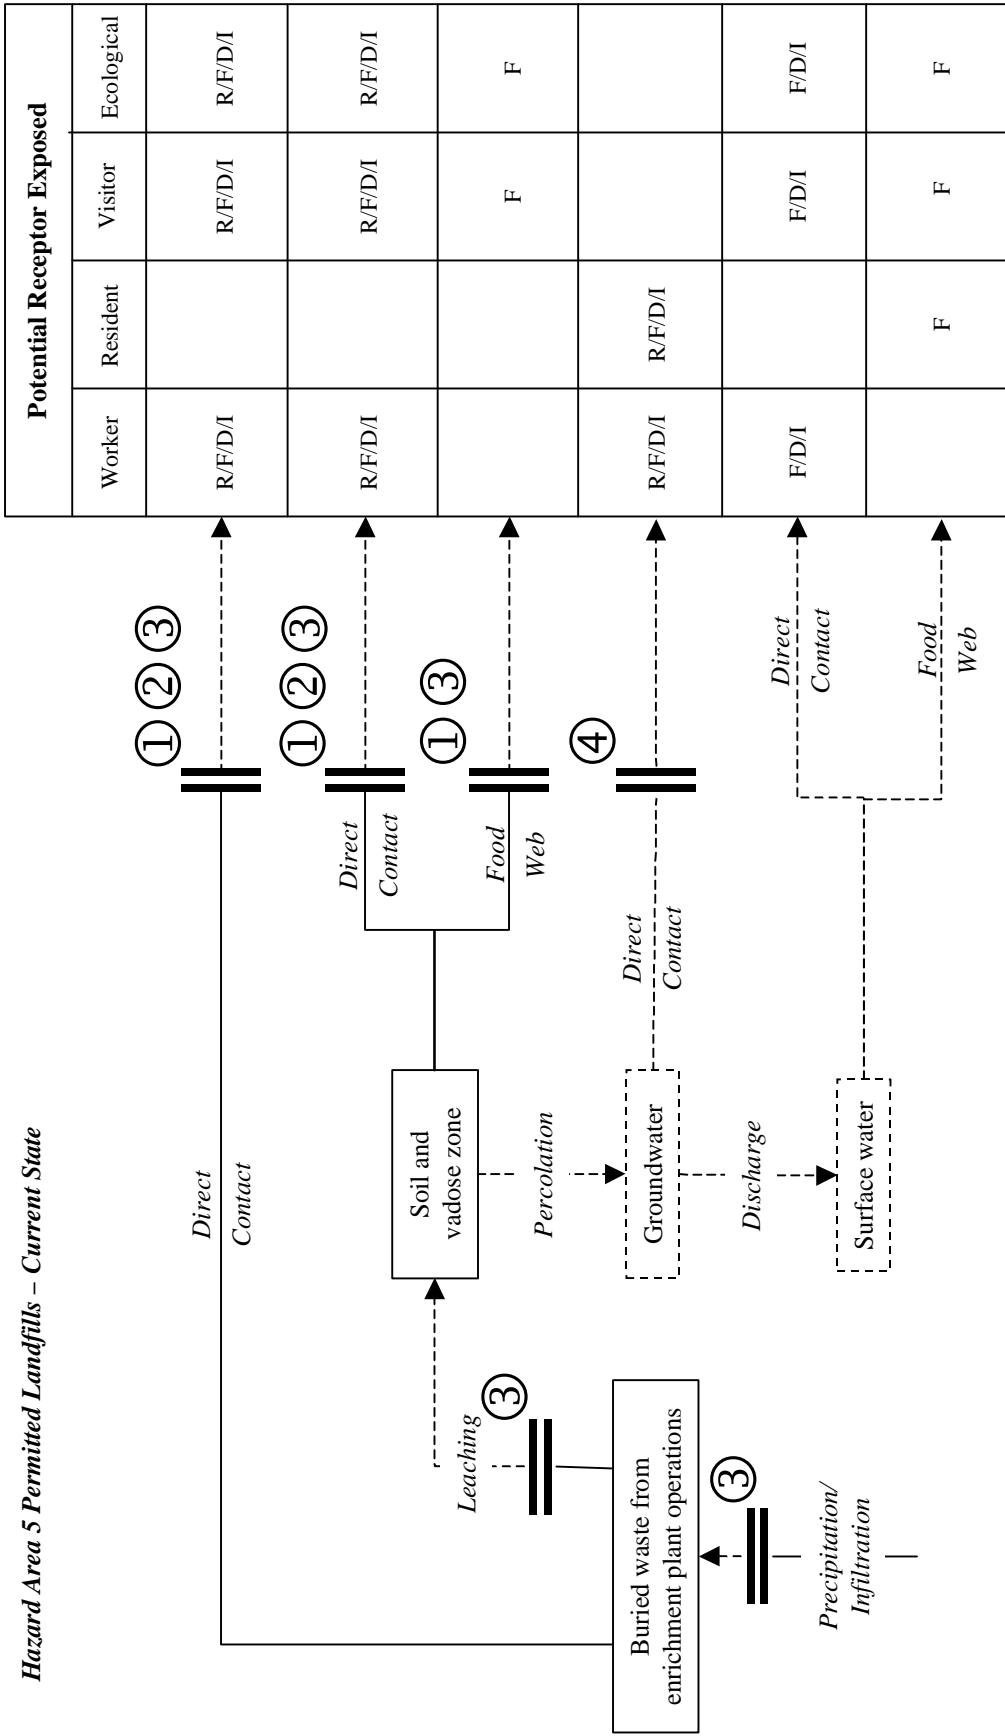 Hazard Area 5 Permitted Landfills – Current State
Potential Receptor Exposed
Worker
Resident
Visitor
Ecological
Direct
Contact
① ② ③
R/F/D/I
R/F/D/I
R/F/D/I
Direct
Contact
① ② ③
R/F/D/I
R/F/D/I
R/F/D/I
Food
Web
① ③
F
F
Leaching
③
Soil and
vadose zone
Percolation
Buried waste from
enrichment plant operations
③
Precipitation/
Infiltration
Groundwater
Direct
Contact
④
R/F/D/I
R/F/D/I
Discharge
Surface water
Direct
Contact
F/D/I
F/D/I
F/D/I
Food
Web
F
F
F